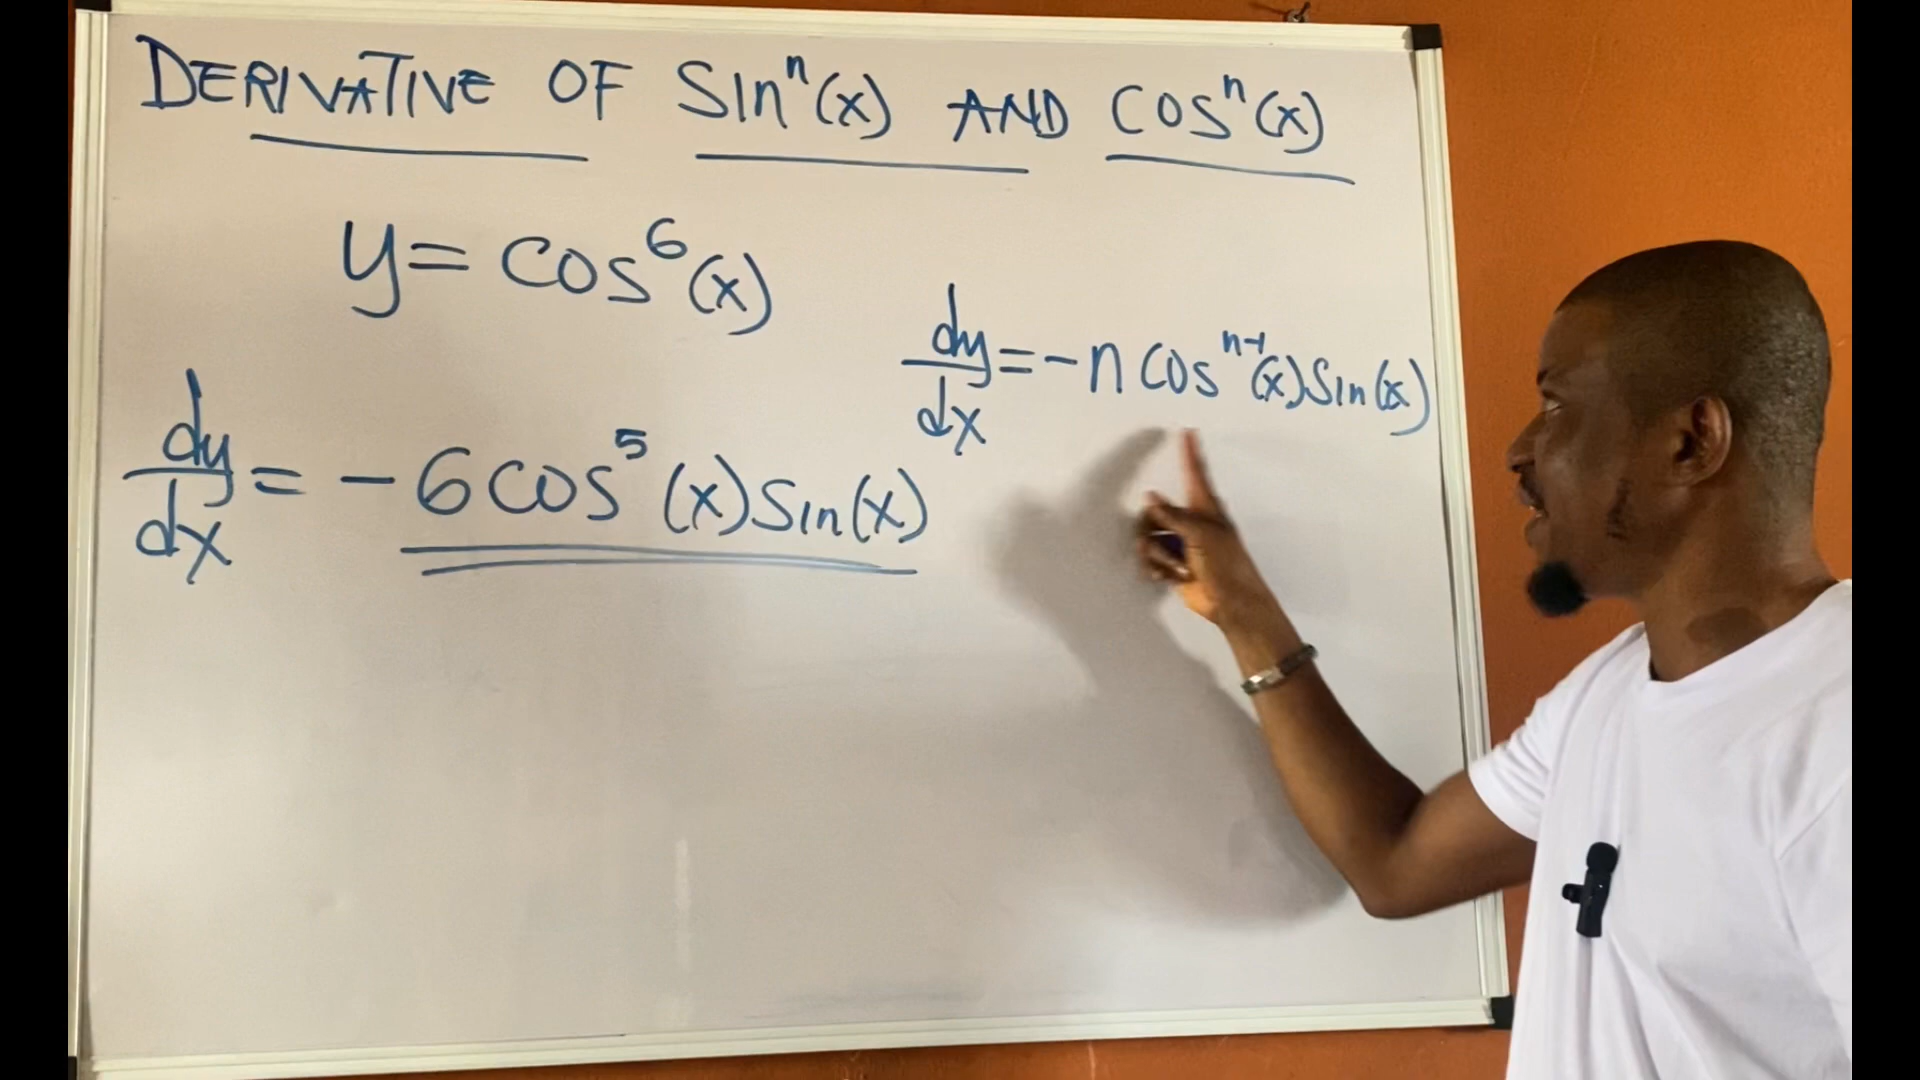 DERIVATIVE OF Sinⁿ(x) AND COSⁿ(x)
y = cos⁶(x)
dy/dx = -n cosⁿ⁻¹(x) Sin(x)
dy/dx = -6 cos⁵(x) Sin(x)